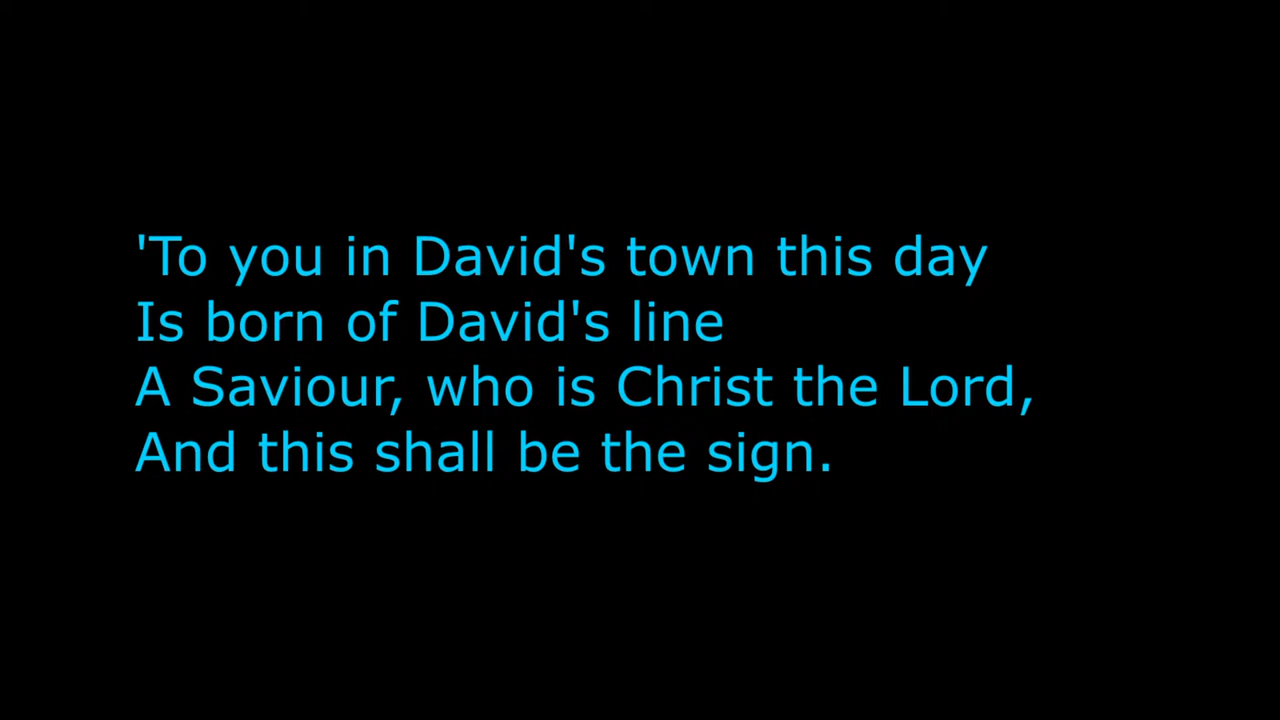 'To you in David's town this day
Is born of David's line
A Saviour, who is Christ the Lord,
And this shall be the sign.